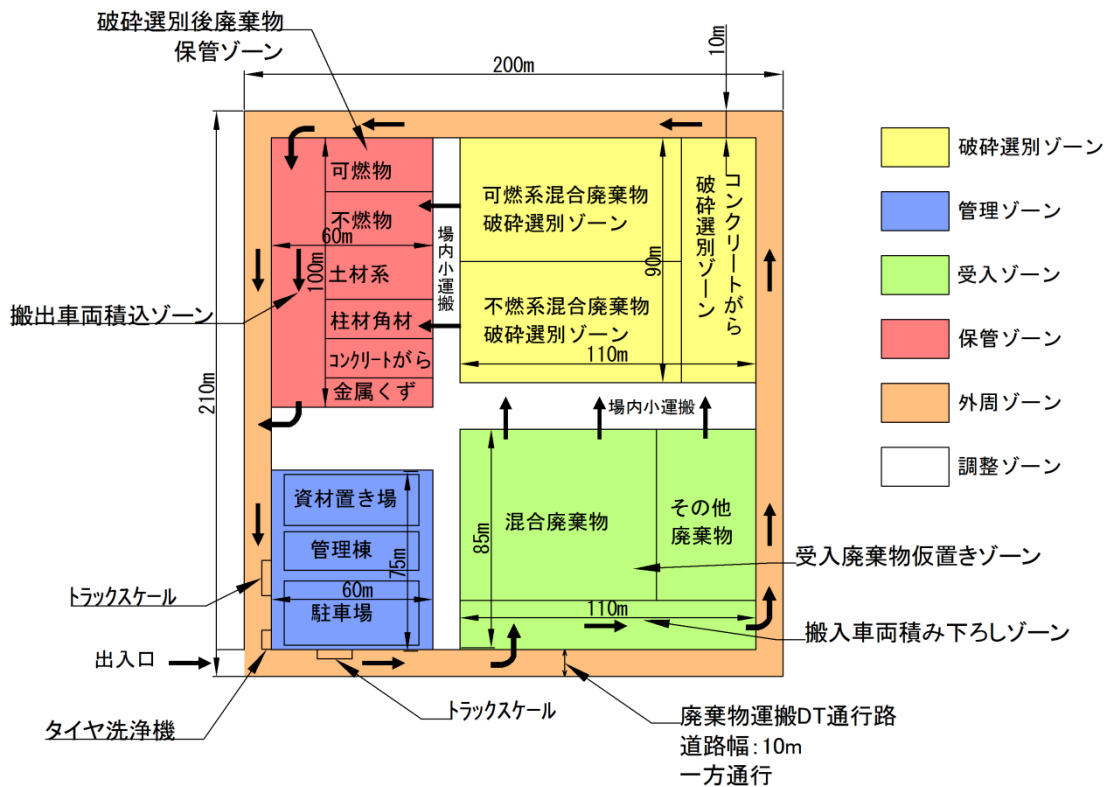 破砕選別後廃棄物
保管ゾーン
200m
10m
210m
可燃物
不燃物
60m
100m
土材系
柱材角材
コンクリートがら
金属くず
場内小運搬
可燃系混合廃棄物
破砕選別ゾーン
不燃系混合廃棄物
破砕選別ゾーン
90m
110m
コンクリートがら
破砕選別ゾーン
搬出車両積込ゾーン
場内小運搬
混合廃棄物
その他
廃棄物
85m
110m
資材置き場
管理棟
75m
60m
駐車場
トラックスケール
出入口
タイヤ洗浄機
トラックスケール
受入廃棄物仮置きゾーン
搬入車両積み下ろしゾーン
廃棄物運搬DT通行路
道路幅:10m
一方通行
破砕選別ゾーン
管理ゾーン
受入ゾーン
保管ゾーン
外周ゾーン
調整ゾーン